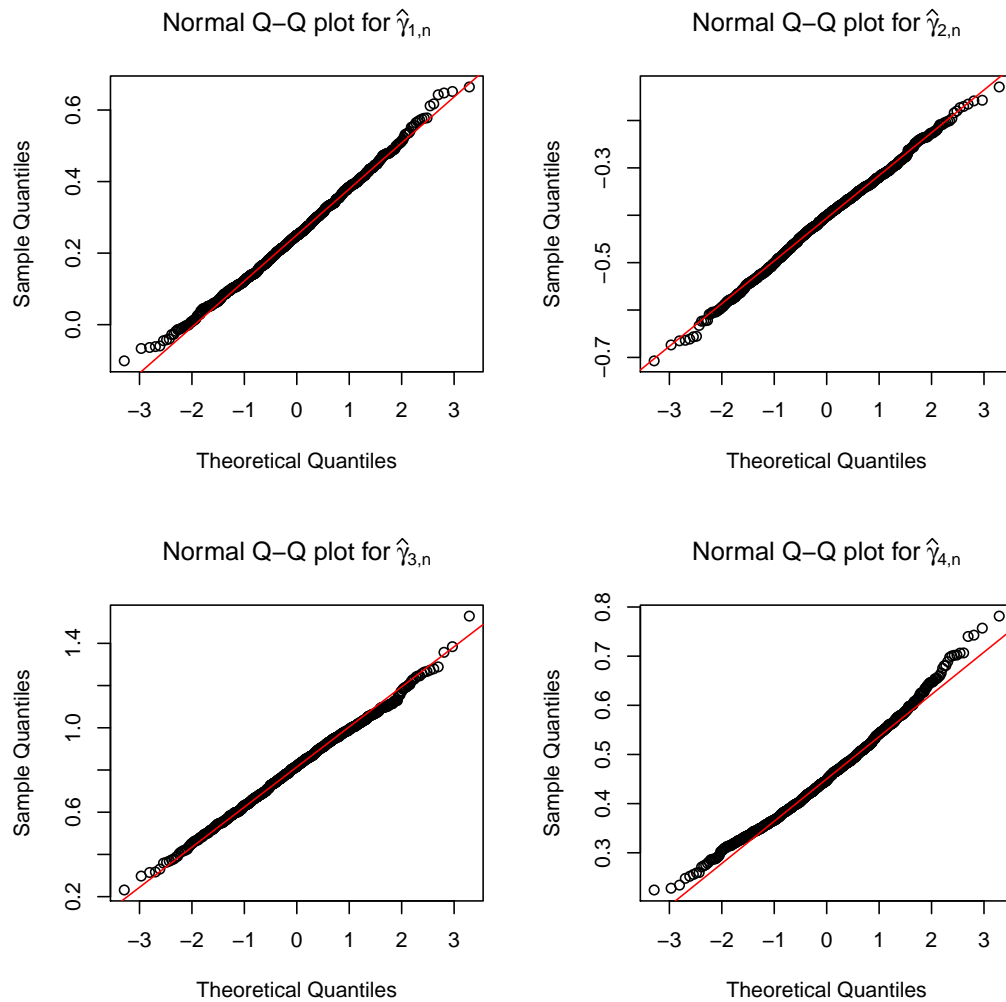 Normal Q−Q plot for γ̂1,n
Sample Quantiles
0.6
0.4
0.2
0.0
−3 −2 −1 0 1 2 3
Theoretical Quantiles
Normal Q−Q plot for γ̂2,n
Sample Quantiles
−0.3
−0.5
−0.7
−3 −2 −1 0 1 2 3
Theoretical Quantiles
Normal Q−Q plot for γ̂3,n
Sample Quantiles
1.4
1.0
0.6
0.2
−3 −2 −1 0 1 2 3
Theoretical Quantiles
Normal Q−Q plot for γ̂4,n
Sample Quantiles
0.8
0.7
0.6
0.5
0.4
0.3
−3 −2 −1 0 1 2 3
Theoretical Quantiles